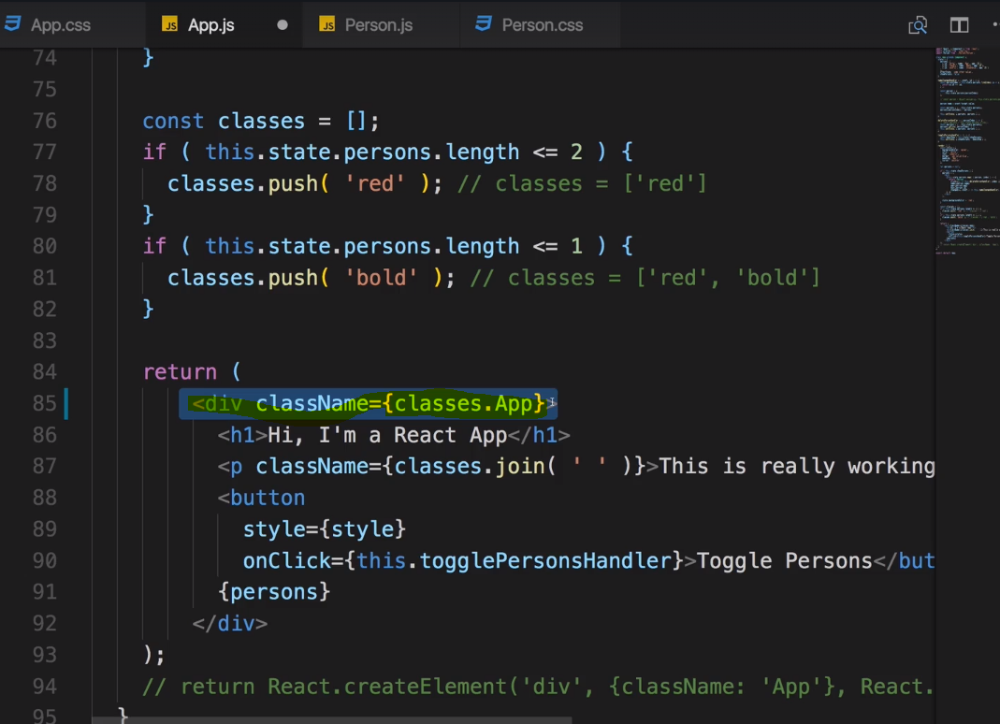 App.css JS App.js JS Person.js Person.css
74 }
75
76 const classes = [];
77 if ( this.state.persons.length <= 2 ) {
78 classes.push( 'red' ); // classes = ['red']
79 }
80 if ( this.state.persons.length <= 1 ) {
81 classes.push( 'bold' ); // classes = ['red', 'bold']
82 }
83
84 return (
85 <div className={classes.App}>
86 <h1>Hi, I'm a React App</h1>
87 <p className={classes.join( ' ' )}>This is really working
88 <button
89 style={style}
90 onClick={this.togglePersonsHandler}>Toggle Persons</but
91 {persons}
92 </div>
93 );
94 // return React.createElement('div', {className: 'App'}, React.
95 }